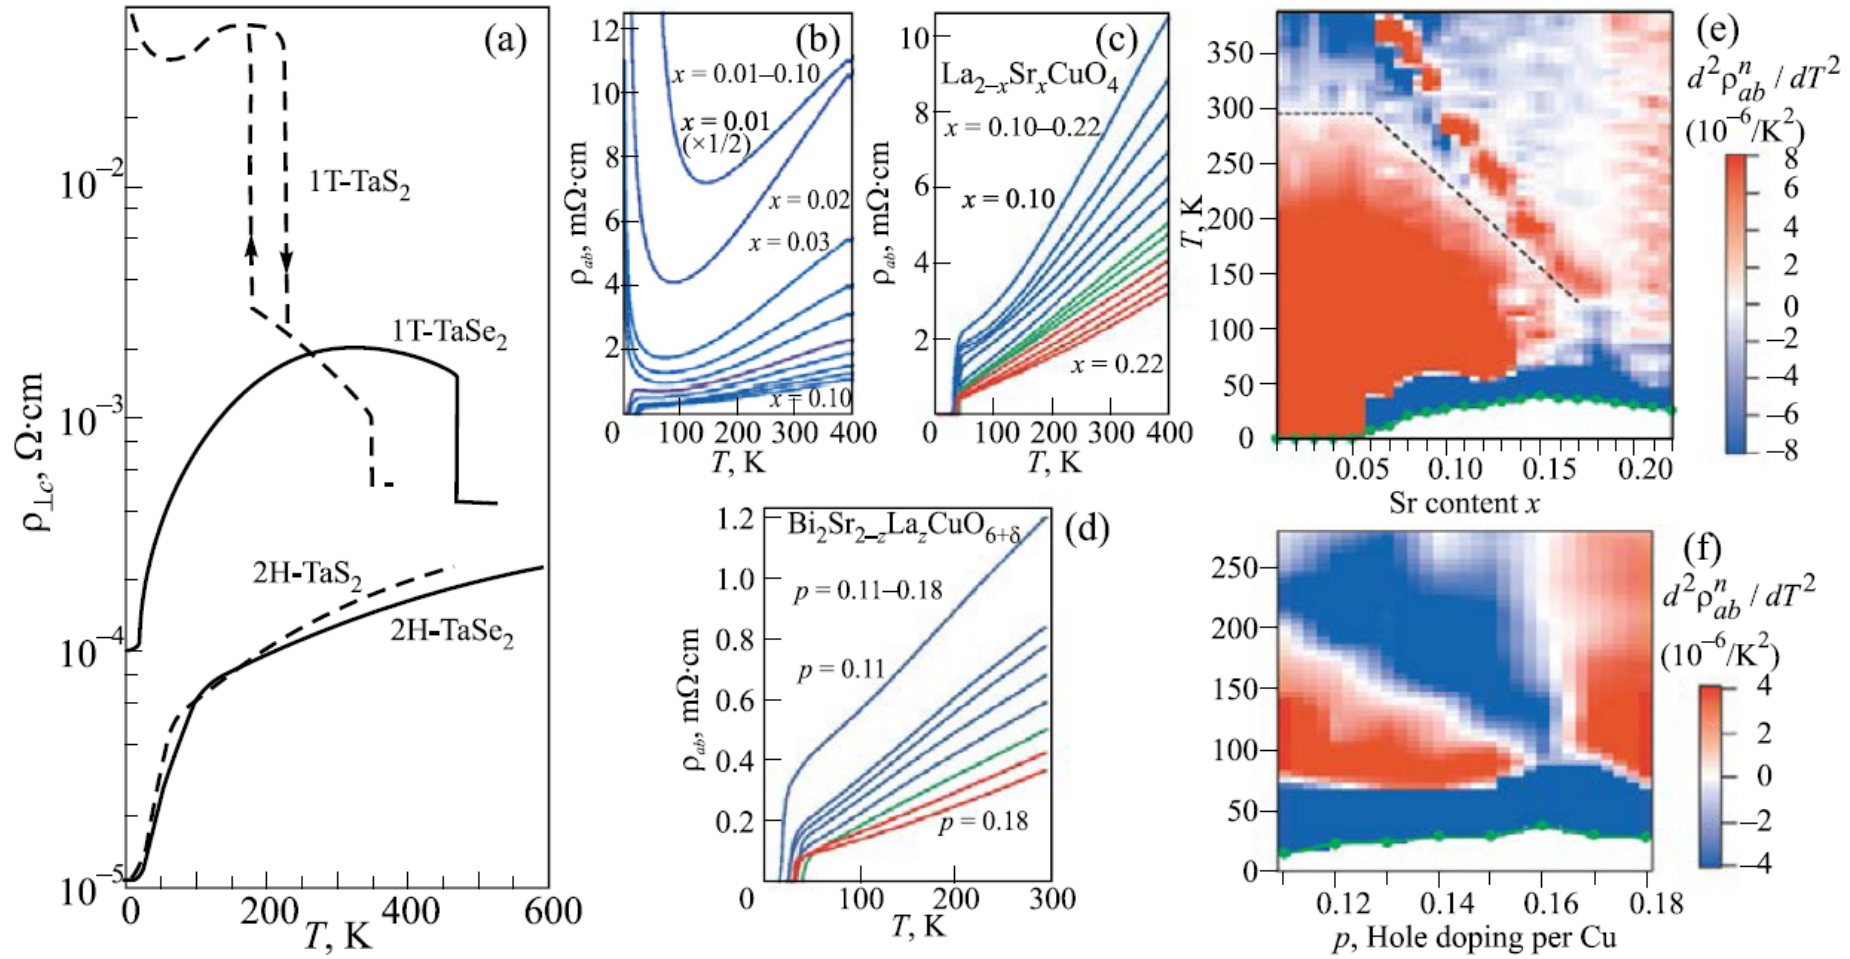 (a)
ρ⊥c, Ω·cm
10⁻²
10⁻³
10⁻⁴
10⁻⁵
1T-TaS₂
1T-TaSe₂
2H-TaS₂
2H-TaSe₂
0 200 400 600
T, K
(b)
ρab, mΩ·cm
12
10
8
6
4
2
x = 0.01–0.10
x = 0.01
(×1/2)
x = 0.02
x = 0.03
x = 0.10
0 100 200 300 400
T, K
(c)
ρab, mΩ·cm
10
8
6
4
2
La₂₋ₓSrₓCuO₄
x = 0.10–0.22
x = 0.10
x = 0.22
0 100 200 300 400
T, K
(d)
ρab, mΩ·cm
1.2
1.0
0.8
0.6
0.4
0.2
Bi₂Sr₂₋zLazCuO₆₊δ
p = 0.11–0.18
p = 0.11
p = 0.18
0 100 200 300
T, K
(e)
T, K
350
300
250
200
150
100
50
0
0.05 0.10 0.15 0.20
Sr content x
d²ρⁿab / dT²
(10⁻⁶/K²)
8
6
4
2
0
−2
−4
−6
−8
(f)
250
200
150
100
50
0
0.12 0.14 0.16 0.18
p, Hole doping per Cu
d²ρⁿab / dT²
(10⁻⁶/K²)
4
2
0
−2
−4